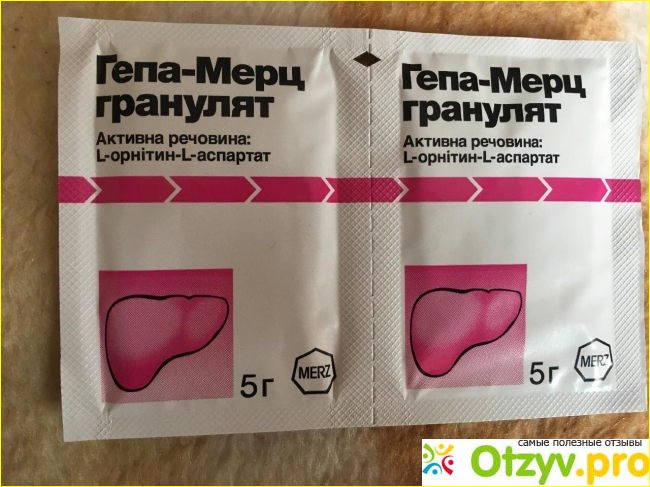 Гепа-Мерц
гранулят
Активна речовина:
L-орнітин-L-аспартат
5г
MERZ
Гепа-Мерц
гранулят
Активна речовина:
L-орнітин-L-аспартат
5г
MERZ
самые полезные отзывы
Otzyv.pro